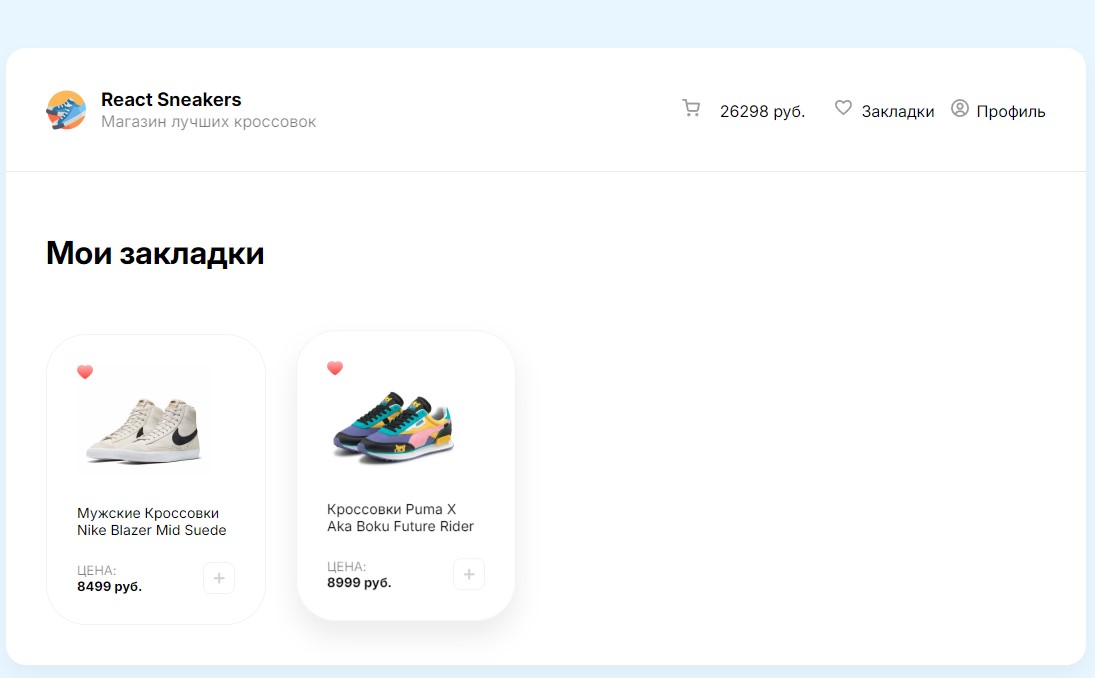 React Sneakers
Магазин лучших кроссовок
26298 руб.
Закладки
Профиль
Мои закладки
Мужские Кроссовки
Nike Blazer Mid Suede
ЦЕНА:
8499 руб.
Кроссовки Puma X
Aka Boku Future Rider
ЦЕНА:
8999 руб.